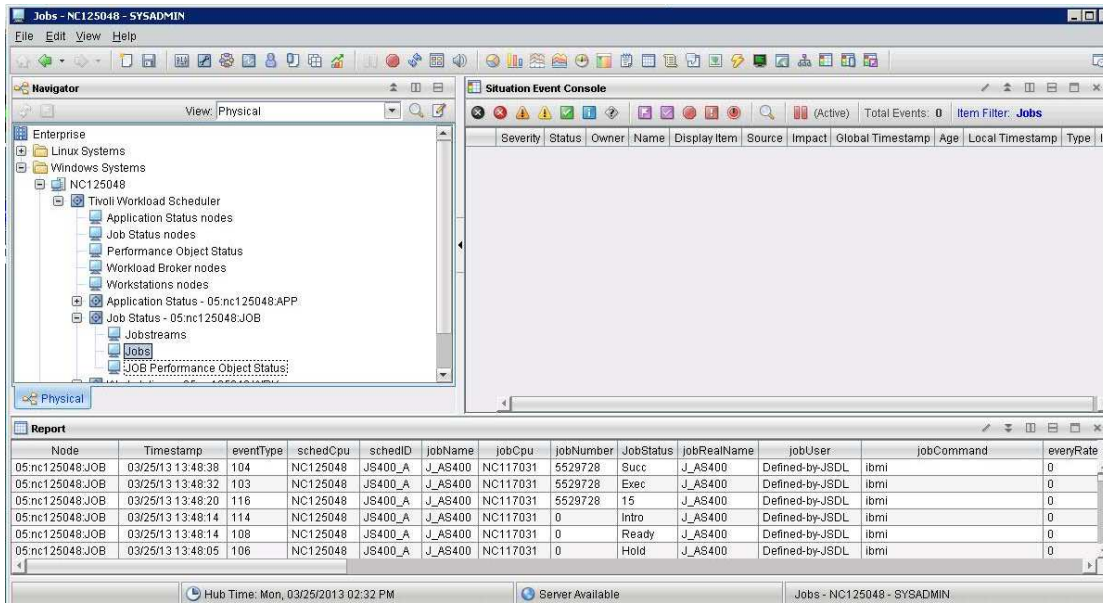 Jobs - NC125048 - SYSADMIN
File Edit View Help
Navigator
View: Physical
Enterprise
Linux Systems
Windows Systems
NC125048
Tivoli Workload Scheduler
Application Status nodes
Job Status nodes
Performance Object Status
Workload Broker nodes
Workstations nodes
Application Status - 05:nc125048:APP
Job Status - 05:nc125048:JOB
Jobstreams
Jobs
JOB Performance Object Status
Physical
Situation Event Console
(Active) Total Events: 0 Item Filter: Jobs
Severity Status Owner Name Display Item Source Impact Global Timestamp Age Local Timestamp Type
Report
Node Timestamp eventType schedCpu schedID jobName jobCpu jobNumber JobStatus jobRealName jobUser jobCommand everyRate
05:nc125048:JOB 03/25/13 13:48:38 104 NC125048 JS400_A J_AS400 NC117031 5529728 Succ J_AS400 Defined-by-JSDL ibmi 0
05:nc125048:JOB 03/25/13 13:48:32 103 NC125048 JS400_A J_AS400 NC117031 5529728 Exec J_AS400 Defined-by-JSDL ibmi 0
05:nc125048:JOB 03/25/13 13:48:20 116 NC125048 JS400_A J_AS400 NC117031 5529728 15 J_AS400 Defined-by-JSDL ibmi 0
05:nc125048:JOB 03/25/13 13:48:14 114 NC125048 JS400_A J_AS400 NC117031 0 Intro J_AS400 Defined-by-JSDL ibmi 0
05:nc125048:JOB 03/25/13 13:48:14 108 NC125048 JS400_A J_AS400 NC117031 0 Ready J_AS400 Defined-by-JSDL ibmi 0
05:nc125048:JOB 03/25/13 13:48:05 106 NC125048 JS400_A J_AS400 NC117031 0 Hold J_AS400 Defined-by-JSDL ibmi 0
Hub Time: Mon, 03/25/2013 02:32 PM Server Available Jobs - NC125048 - SYSADMIN